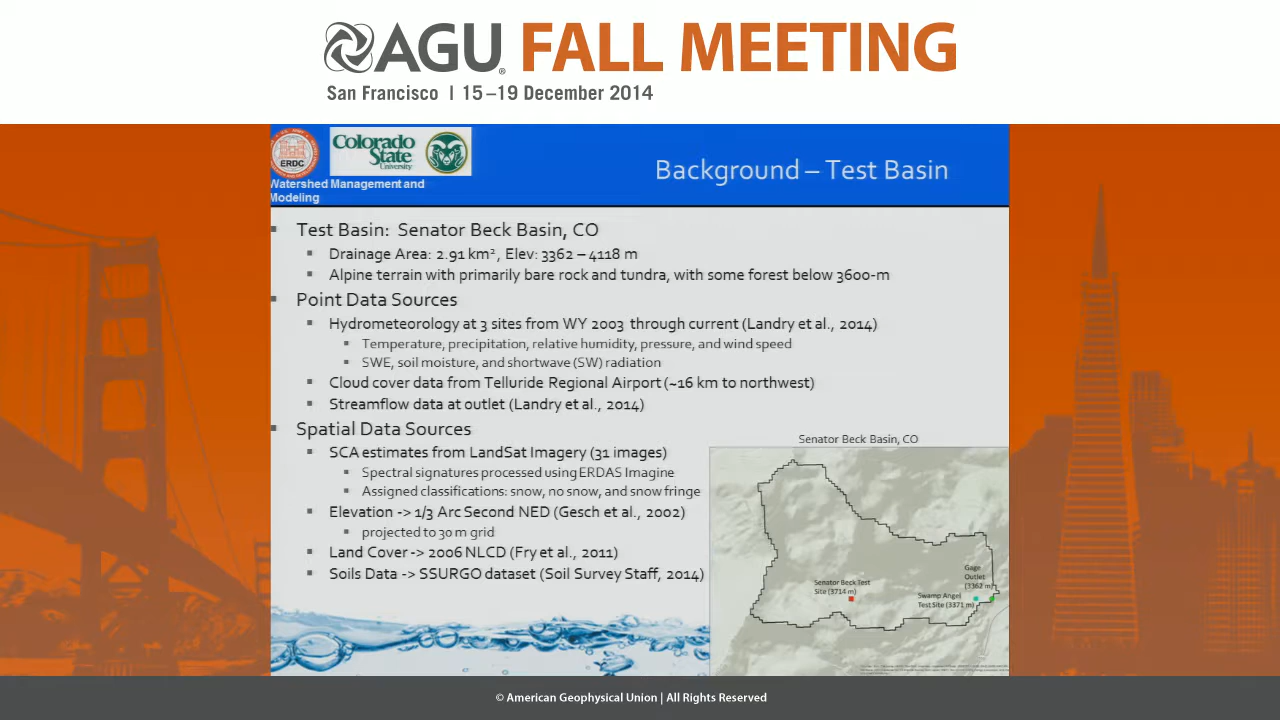 AGU FALL MEETING
San Francisco | 15–19 December 2014
ERDC
Colorado
State
University
Watershed Management and
Modeling
Background – Test Basin
Test Basin: Senator Beck Basin, CO
Drainage Area: 2.91 km², Elev: 3362 – 4118 m
Alpine terrain with primarily bare rock and tundra, with some forest below 3600-m
Point Data Sources
Hydrometeorology at 3 sites from WY 2003 through current (Landry et al., 2014)
Temperature, precipitation, relative humidity, pressure, and wind speed
SWE, soil moisture, and shortwave (SW) radiation
Cloud cover data from Telluride Regional Airport (~16 km to northwest)
Streamflow data at outlet (Landry et al., 2014)
Spatial Data Sources
SCA estimates from LandSat Imagery (31 images)
Spectral signatures processed using ERDAS Imagine
Assigned classifications: snow, no snow, and snow fringe
Elevation -> 1/3 Arc Second NED (Gesch et al., 2002)
projected to 30 m grid
Land Cover -> 2006 NLCD (Fry et al., 2011)
Soils Data -> SSURGO dataset (Soil Survey Staff, 2014)
Senator Beck Basin, CO
Senator Beck Test
Site (3714 m)
Gage
Outlet
(3362 m)
Swamp Angel
Test Site (3371 m)
© American Geophysical Union | All Rights Reserved